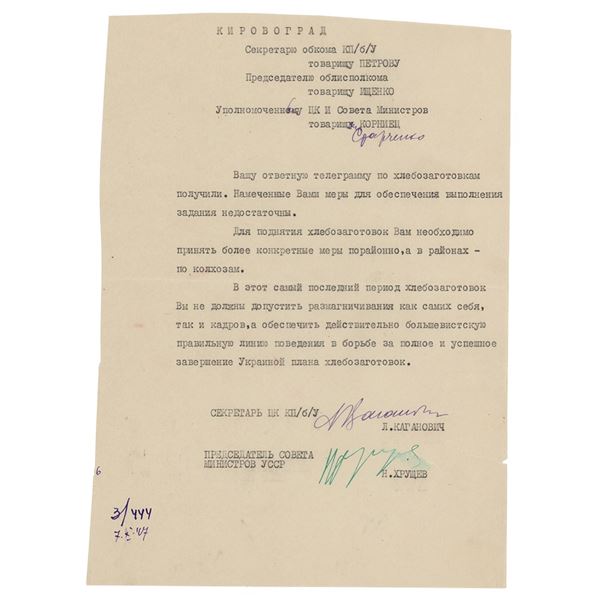 КИРОВОГРАД
Секретарю обкома КП/б/У
товарищу ПЕТРОВУ
Председателю облисполкома
товарищу ИЩЕНКО
Уполномоченному ЦК И Совета Министров
товарищу КОРНИЕЦ
Старченко
Вашу ответную телеграмму по хлебозаготовкам
получили. Намеченные Вами меры для обеспечения выполнения
задания недостаточны.
Для поднятия хлебозаготовок Вам необходимо
принять более конкретные меры порайонно,а в районах -
по колхозам.
В этот самый последний период хлебозаготовок
Вы не должны допустить размагничивания как самих себя,
так и кадров,а обеспечить действительно большевистскую
правильную линию поведения в борьбе за полное и успешное
завершение Украиной плана хлебозаготовок.
СЕКРЕТАРЬ ЦК КП/б/У
Л.КАГАНОВИЧ
ПРЕДСЕДАТЕЛЬ СОВЕТА
МИНИСТРОВ УССР
Н.ХРУЩЕВ
6
3/444